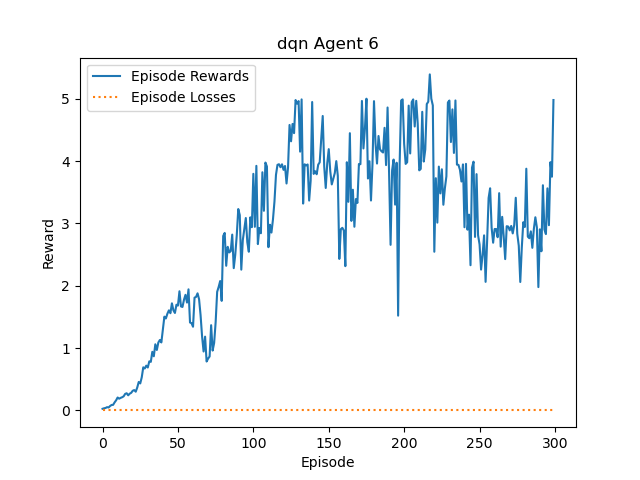 dqn Agent 6
Episode Rewards
Episode Losses
5
4
3
2
1
0
Reward
0 50 100 150 200 250 300
Episode